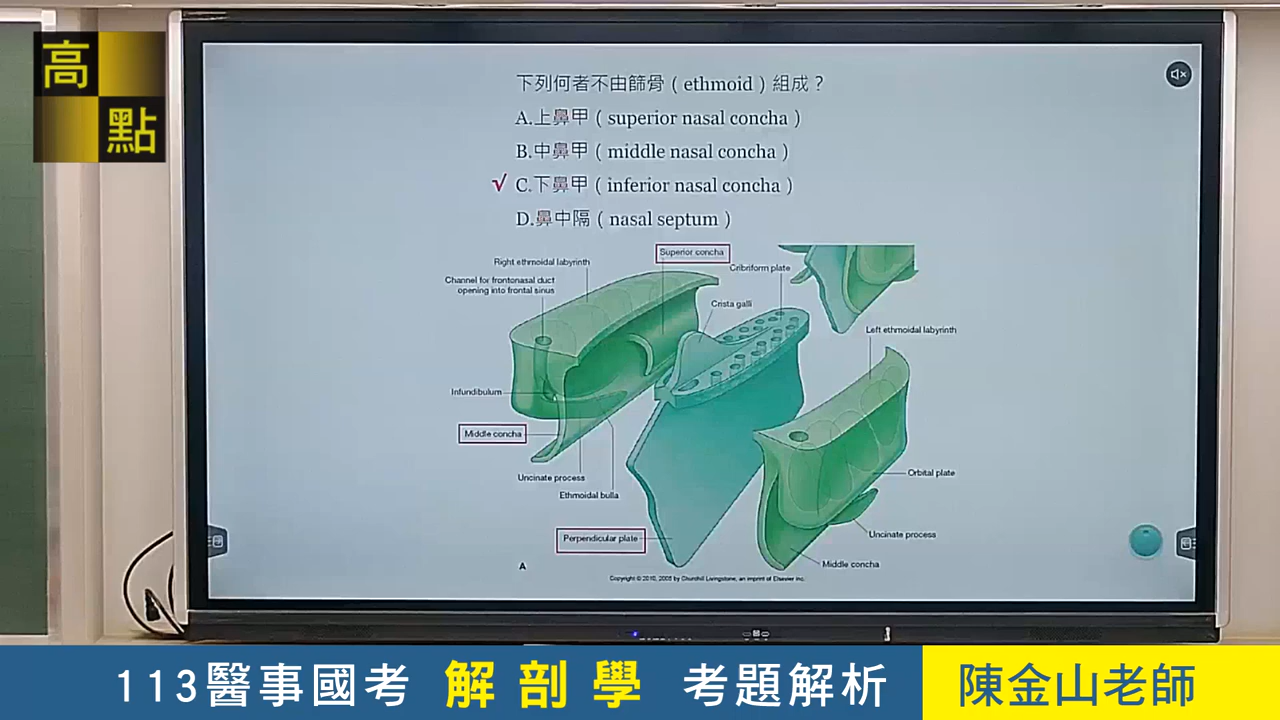 高
點
下列何者不由篩骨（ethmoid）組成？
A.上鼻甲（superior nasal concha）
B.中鼻甲（middle nasal concha）
√ C.下鼻甲（inferior nasal concha）
D.鼻中隔（nasal septum）
Superior concha
Right ethmoidal labyrinth
Cribriform plate
Channel for frontonasal duct
opening into frontal sinus
Crista galli
Left ethmoidal labyrinth
Infundibulum
Middle concha
Orbital plate
Uncinate process
Ethmoidal bulla
Perpendicular plate
Uncinate process
Middle concha
A
Copyright © 2010, 2005 by Churchill Livingstone, an imprint of Elsevier Inc.
113醫事國考 解剖學 考題解析 陳金山老師